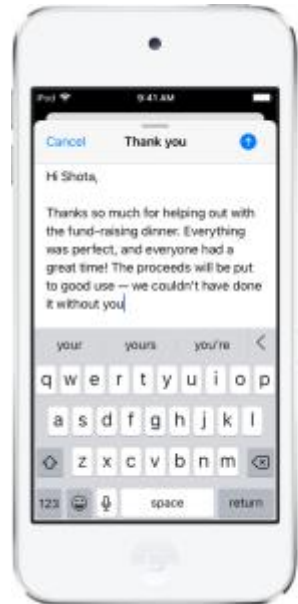 iPod 9:41 AM
Cancel Thank you
Hi Shota,
Thanks so much for helping out with
the fund-raising dinner. Everything
was perfect, and everyone had a
great time! The proceeds will be put
to good use — we couldn't have done
it without you
your yours you're
q w e r t y u i o p
a s d f g h j k l
z x c v b n m
123 space return